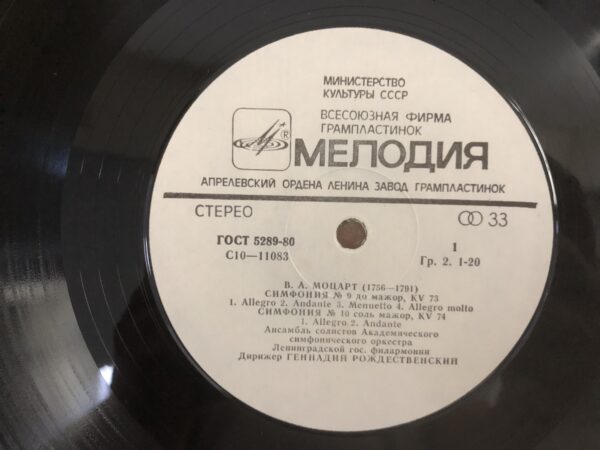 МИНИСТЕРСТВО
КУЛЬТУРЫ СССР
ВСЕСОЮЗНАЯ ФИРМА
ГРАМПЛАСТИНОК
®
МЕЛОДИЯ
АПРЕЛЕВСКИЙ ОРДЕНА ЛЕНИНА ЗАВОД ГРАМПЛАСТИНОК
СТЕРЕО 33
ГОСТ 5289-80 1
С10—11083 Гр. 2. 1-20
В. А. МОЦАРТ (1756—1791)
СИМФОНИЯ № 9 до мажор, KV 73
1. Allegro 2. Andante 3. Menuetto 4. Allegro molto
СИМФОНИЯ № 10 соль мажор, KV 74
1. Allegro 2. Andante
Ансамбль солистов Академического
симфонического оркестра
Ленинградской гос. филармонии
Дирижер ГЕННАДИЙ РОЖДЕСТВЕНСКИЙ